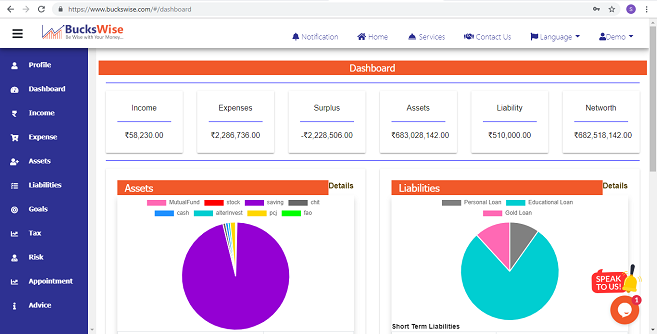 https://www.buckswise.com/#/dashboard
BucksWise
Be Wise with Your Money...
Notification Home Services Contact Us Language Demo
Profile
Dashboard
Income
Expense
Assets
Liabilities
Goals
Tax
Risk
Appointment
Advice
Dashboard
Income Expenses Surplus Assets Liability Networth
₹58,230.00 ₹2,286,736.00 -₹2,228,506.00 ₹683,028,142.00 ₹510,000.00 ₹682,518,142.00
Assets Details
MutualFund stock saving chit
cash alterinvest pcj fao
Liabilities Details
Personal Loan Educational Loan
Gold Loan
Short Term Liabilities
SPEAK
TO US!
1
S